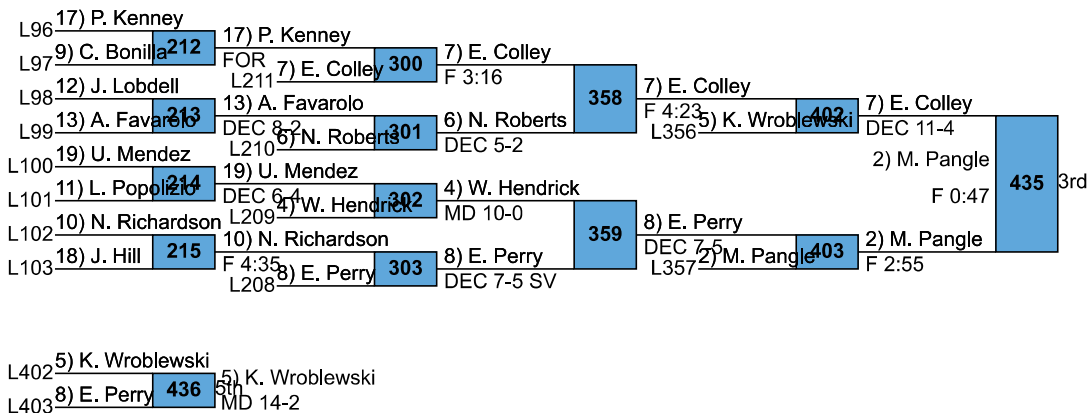 L96 17) P. Kenney
L97 9) C. Bonilla 212
17) P. Kenney
FOR
L98 12) J. Lobdell
L99 13) A. Favarolo 213
13) A. Favarolo
DEC 8-2
L100 19) U. Mendez
L101 11) L. Popolizio 214
19) U. Mendez
DEC 6-4
L102 10) N. Richardson
L103 18) J. Hill 215
10) N. Richardson
F 4:35
L211 7) E. Colley 300
7) E. Colley
F 3:16
L210 6) N. Roberts 301
6) N. Roberts
DEC 5-2
L209 4) W. Hendrick 302
4) W. Hendrick
MD 10-0
L208 8) E. Perry 303
8) E. Perry
DEC 7-5 SV
358
7) E. Colley
F 4:23
359
8) E. Perry
DEC 7-5
L356 5) K. Wroblewski 402
7) E. Colley
DEC 11-4
L357 2) M. Pangle 403
2) M. Pangle
F 2:55
2) M. Pangle
F 0:47
435 3rd
L402 5) K. Wroblewski
L403 8) E. Perry 436 5th
5) K. Wroblewski
MD 14-2